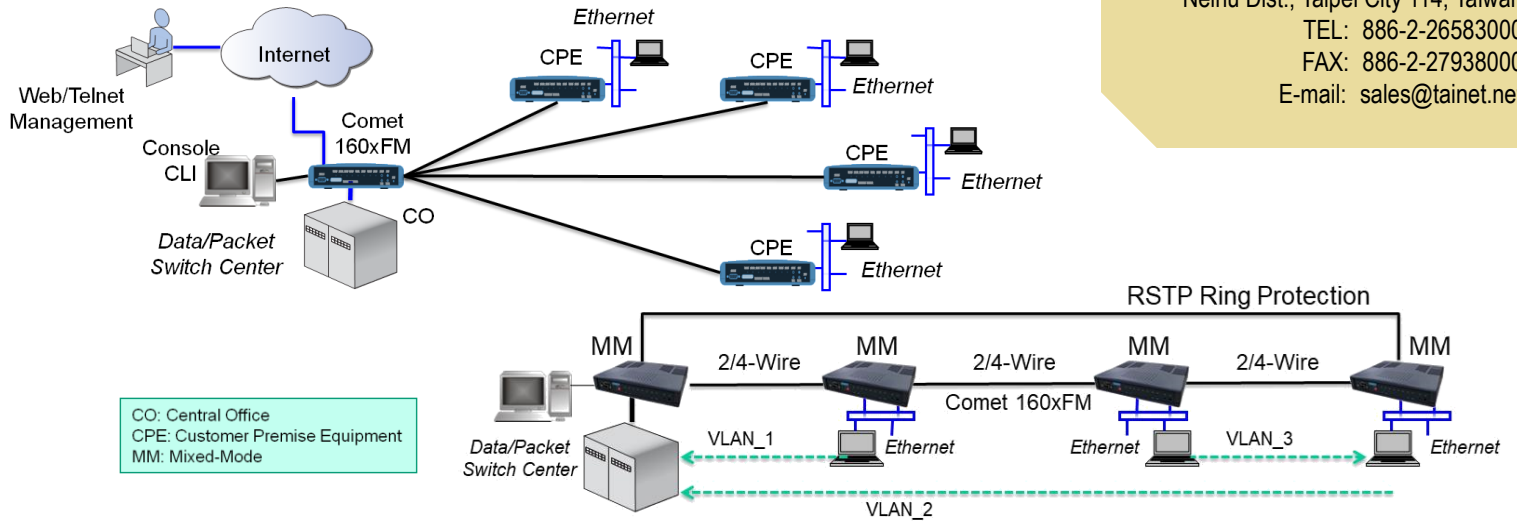 Neihu Dist., Taipei City 114, Taiwan
TEL: 886-2-26583000
FAX: 886-2-27938000
E-mail: sales@tainet.net
Ethernet
CPE
CPE
Ethernet
Internet
Web/Telnet
Management
Comet
160xFM
Console
CLI
CPE
Ethernet
CO
Data/Packet
Switch Center
CPE
Ethernet
RSTP Ring Protection
MM
2/4-Wire
MM
2/4-Wire
MM
2/4-Wire
MM
Comet 160xFM
CO: Central Office
CPE: Customer Premise Equipment
MM: Mixed-Mode
Data/Packet
Switch Center
VLAN_1
Ethernet
Ethernet
VLAN_3
Ethernet
VLAN_2